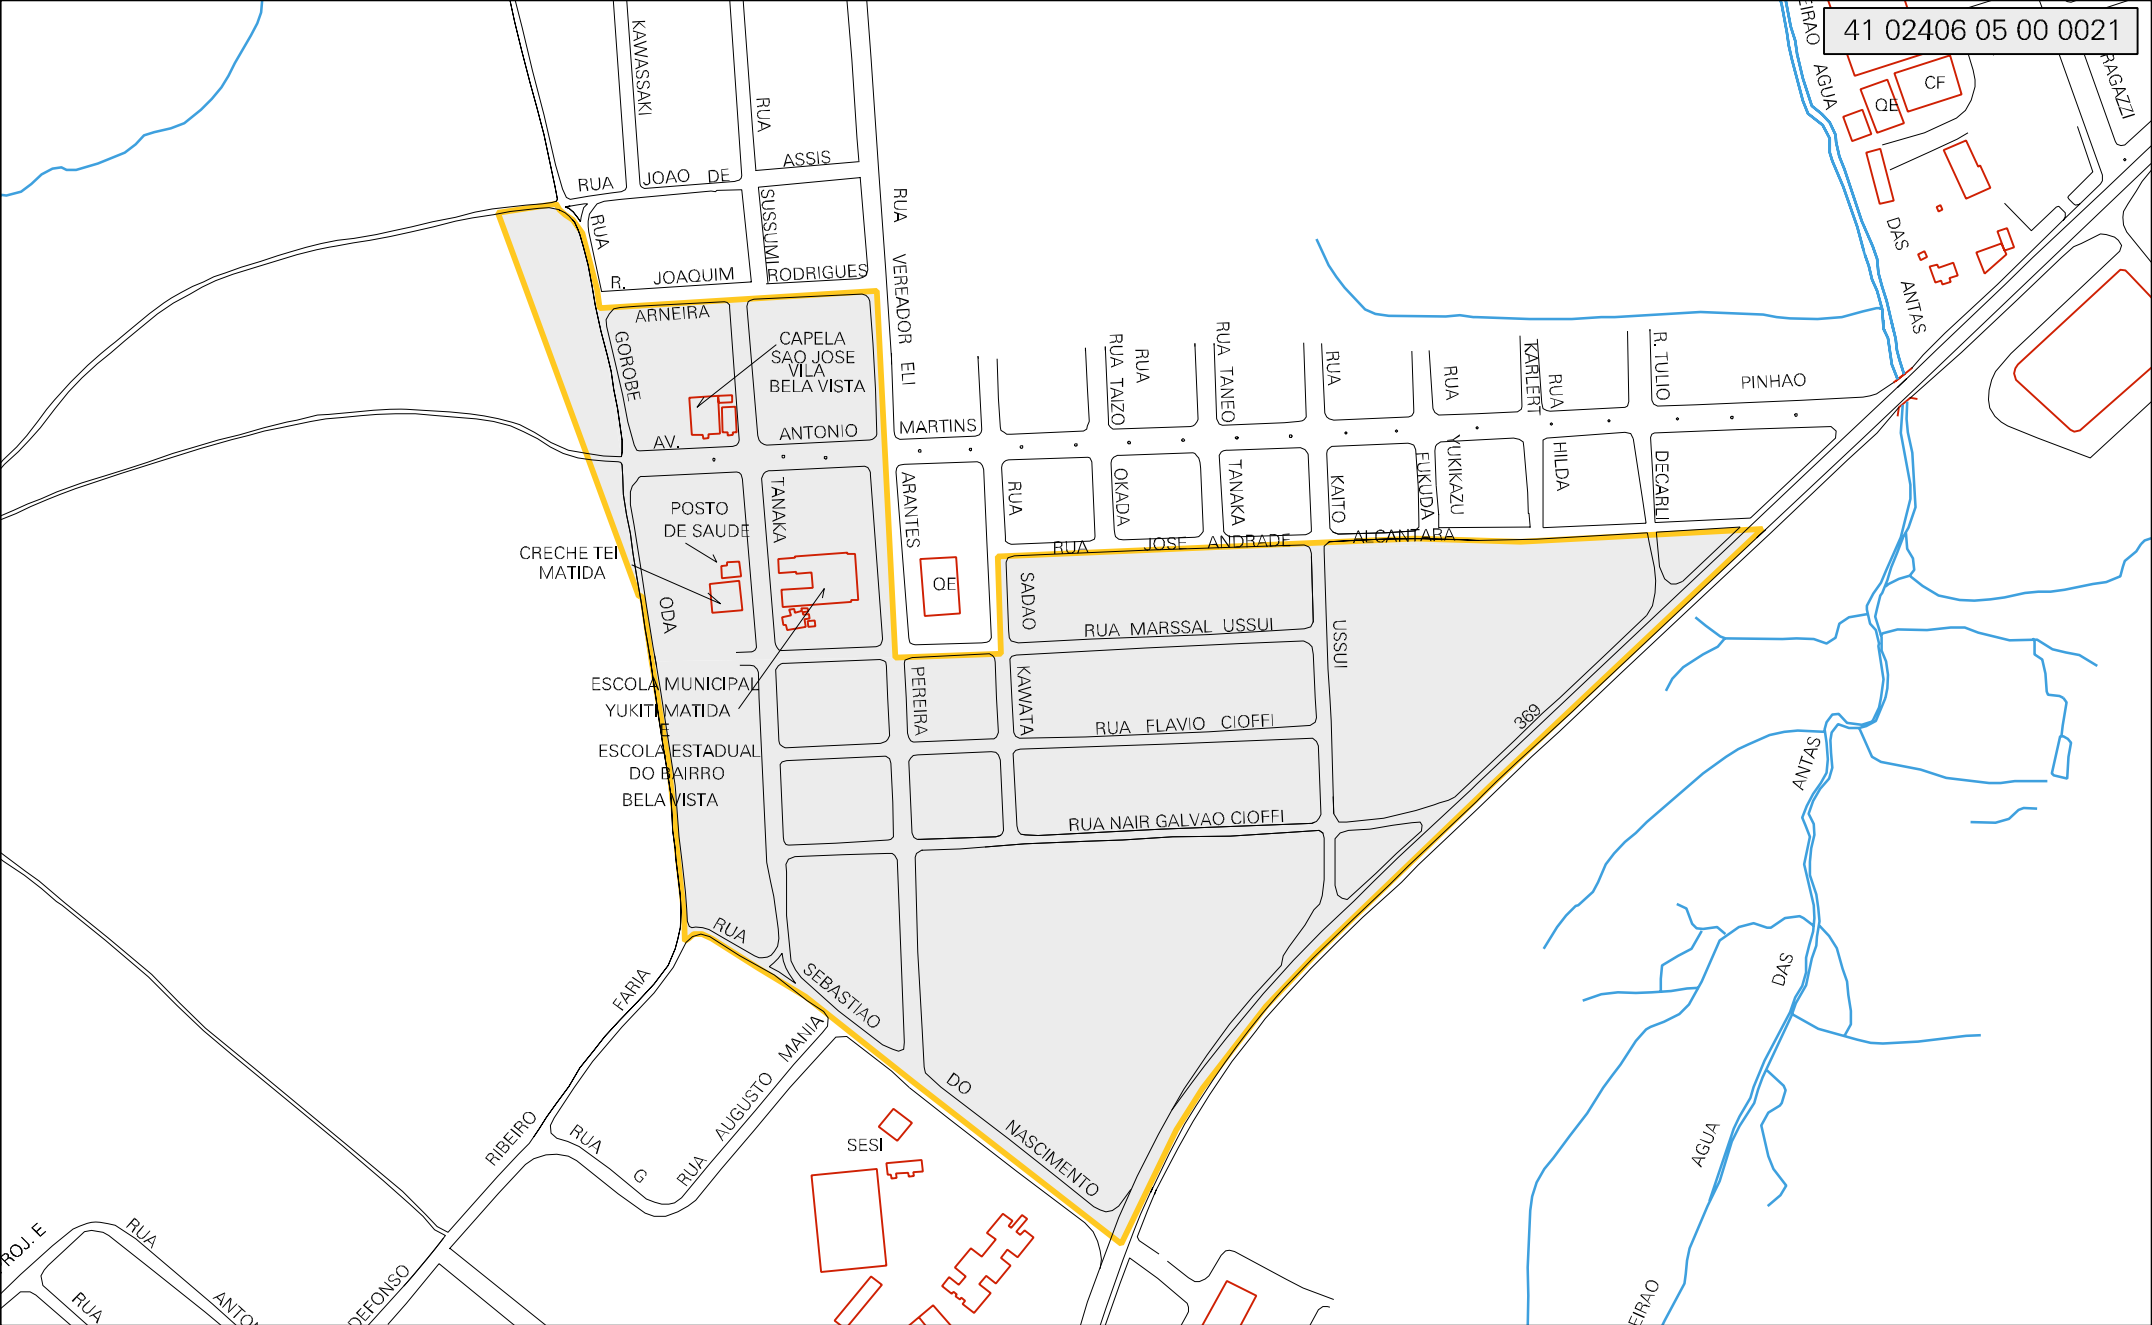 41 02406 05 00 0021
KAWASSAKI
RUA
EIRAO AGUA
CF
QE
RAGAZZI
ASSIS
RUA JOAO DE
RUA
SUSSUMI
RUA VEREADOR ELI
DAS ANTAS
R. JOAQUIM RODRIGUES
ARNEIRA
GOROBE
CAPELA
SAO JOSE
VILA
BELA VISTA
RUA TAIZO
RUA
RUA TANEO
RUA
RUA
KARLERT
RUA
R. TULIO
PINHAO
AV. ANTONIO MARTINS
TANAKA
ARANTES
RUA
OKADA
TANAKA
KAITO
FUKUDA
YUKIKAZU
HILDA
DECARLI
POSTO
DE SAUDE
CRECHE TEI
MATIDA
RUA JOSE ANDRADE ALCANTARA
QE
ODA
SADAO
RUA MARSSAL USSUI
USSUI
ESCOLA MUNICIPAL
YUKITI MATIDA
E
ESCOLA ESTADUAL
DO BAIRRO
BELA VISTA
PEREIRA
KAWATA
RUA FLAVIO CIOFFI
369
RUA NAIR GALVAO CIOFFI
ANTAS
RUA SEBASTIAO
DO NASCIMENTO
FARIA
MANIA
DAS
RUA AUGUSTO
RIBEIRO
RUA G
SESI
AGUA
ROJ. E
RUA
ANTO
RUA
DEFONSO
EIRAO